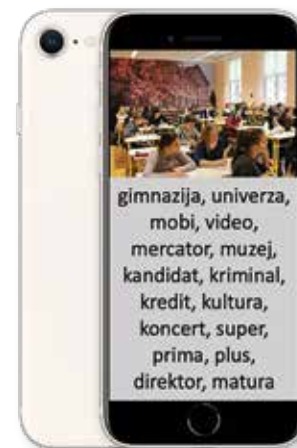 gimnazija, univerza,
mobi, video,
mercator, muzej,
kandidat, kriminal,
kredit, kultura,
koncert, super,
prima, plus,
direktor, matura